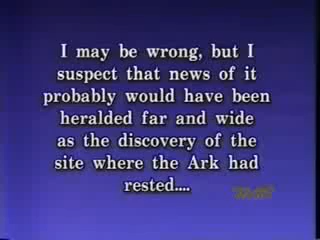 I may be wrong, but I
suspect that news of it
probably would have been
heralded far and wide
as the discovery of the
site where the Ark had
rested....